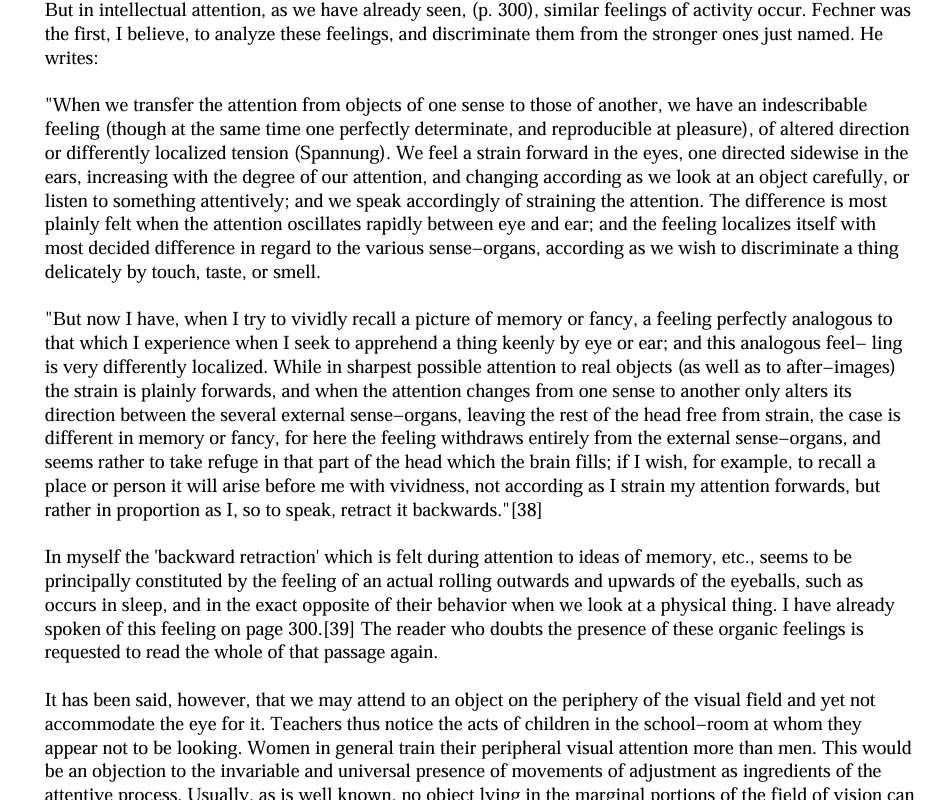 But in intellectual attention, as we have already seen, (p. 300), similar feelings of activity occur. Fechner was
the first, I believe, to analyze these feelings, and discriminate them from the stronger ones just named. He
writes:
"When we transfer the attention from objects of one sense to those of another, we have an indescribable
feeling (though at the same time one perfectly determinate, and reproducible at pleasure), of altered direction
or differently localized tension (Spannung). We feel a strain forward in the eyes, one directed sidewise in the
ears, increasing with the degree of our attention, and changing according as we look at an object carefully, or
listen to something attentively; and we speak accordingly of straining the attention. The difference is most
plainly felt when the attention oscillates rapidly between eye and ear; and the feeling localizes itself with
most decided difference in regard to the various sense−organs, according as we wish to discriminate a thing
delicately by touch, taste, or smell.
"But now I have, when I try to vividly recall a picture of memory or fancy, a feeling perfectly analogous to
that which I experience when I seek to apprehend a thing keenly by eye or ear; and this analogous feel− ling
is very differently localized. While in sharpest possible attention to real objects (as well as to after−images)
the strain is plainly forwards, and when the attention changes from one sense to another only alters its
direction between the several external sense−organs, leaving the rest of the head free from strain, the case is
different in memory or fancy, for here the feeling withdraws entirely from the external sense−organs, and
seems rather to take refuge in that part of the head which the brain fills; if I wish, for example, to recall a
place or person it will arise before me with vividness, not according as I strain my attention forwards, but
rather in proportion as I, so to speak, retract it backwards."[38]
In myself the 'backward retraction' which is felt during attention to ideas of memory, etc., seems to be
principally constituted by the feeling of an actual rolling outwards and upwards of the eyeballs, such as
occurs in sleep, and in the exact opposite of their behavior when we look at a physical thing. I have already
spoken of this feeling on page 300.[39] The reader who doubts the presence of these organic feelings is
requested to read the whole of that passage again.
It has been said, however, that we may attend to an object on the periphery of the visual field and yet not
accommodate the eye for it. Teachers thus notice the acts of children in the school−room at whom they
appear not to be looking. Women in general train their peripheral visual attention more than men. This would
be an objection to the invariable and universal presence of movements of adjustment as ingredients of the
attentive process. Usually, as is well known, no object lying in the marginal portions of the field of vision can